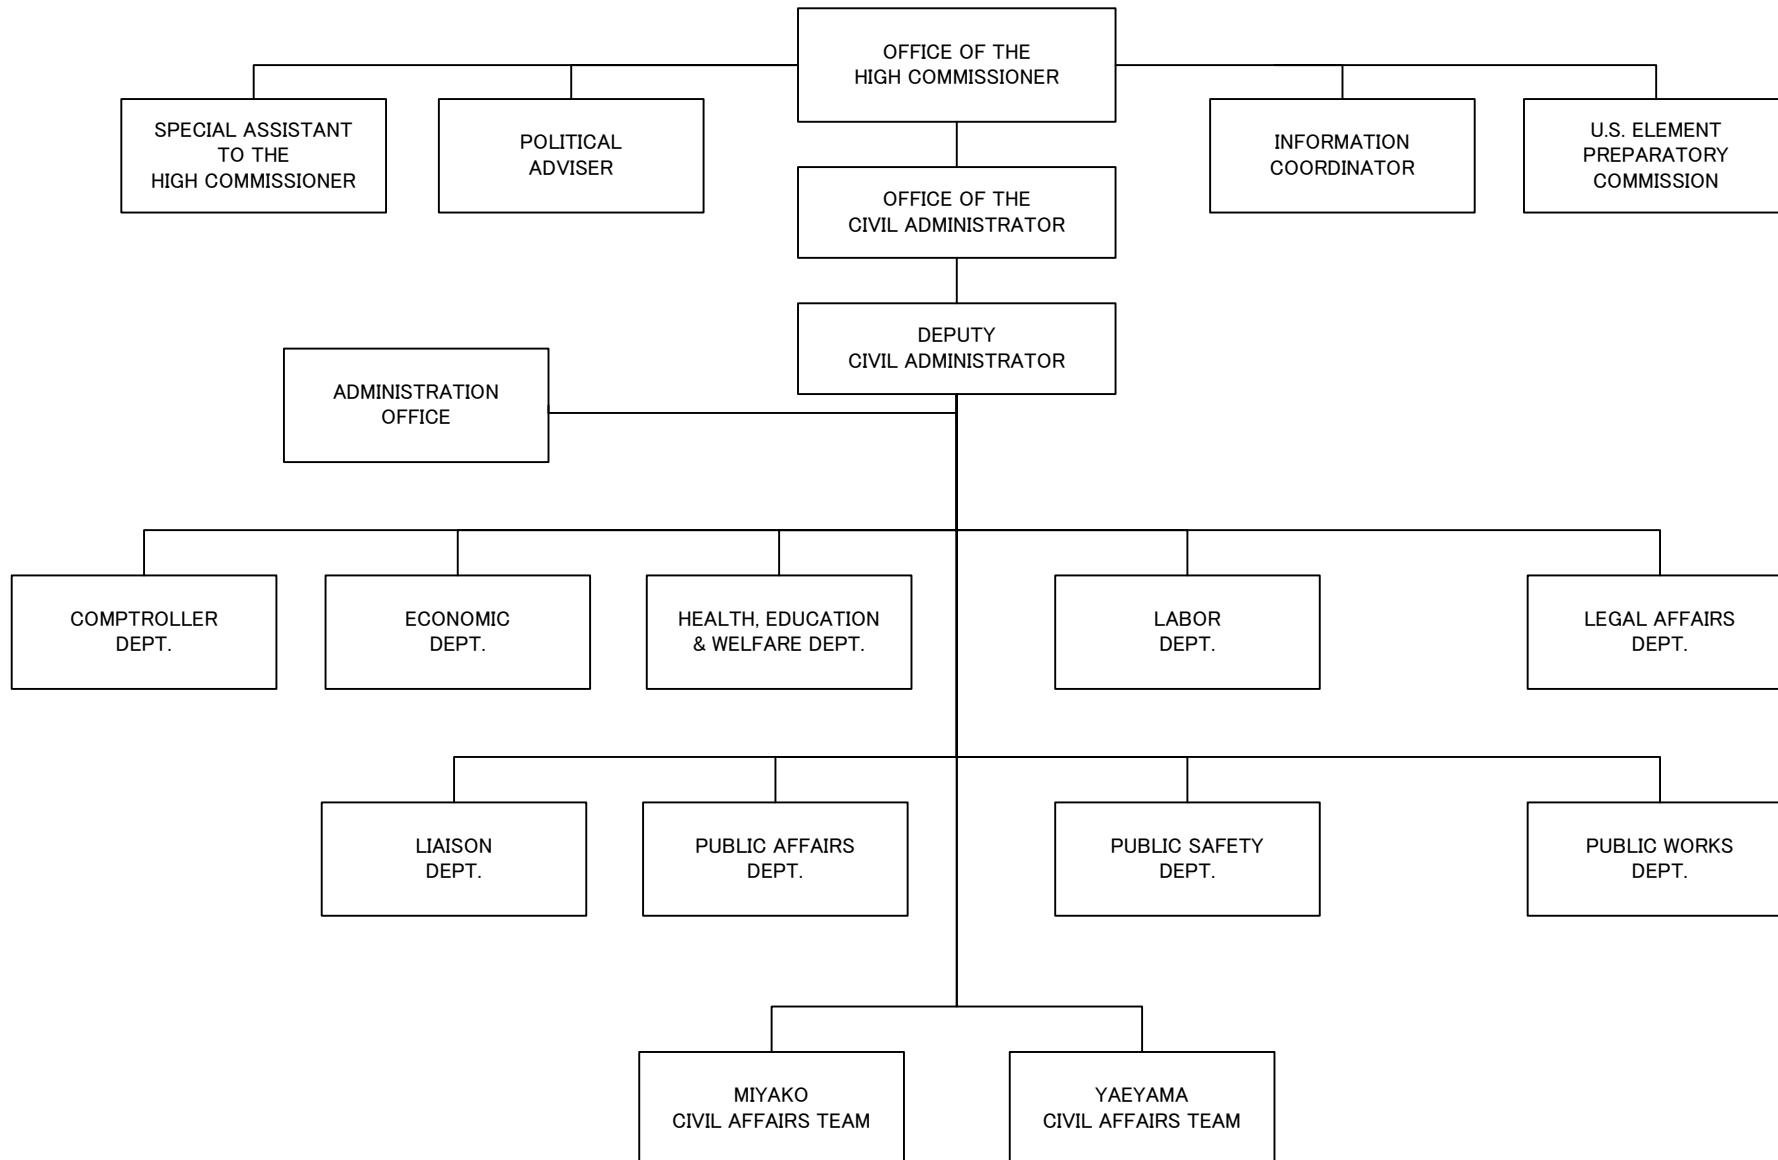 OFFICE OF THE
HIGH COMMISSIONER
SPECIAL ASSISTANT
TO THE
HIGH COMMISSIONER
POLITICAL
ADVISER
INFORMATION
COORDINATOR
U.S. ELEMENT
PREPARATORY
COMMISSION
OFFICE OF THE
CIVIL ADMINISTRATOR
DEPUTY
CIVIL ADMINISTRATOR
ADMINISTRATION
OFFICE
COMPTROLLER
DEPT.
ECONOMIC
DEPT.
HEALTH, EDUCATION
& WELFARE DEPT.
LABOR
DEPT.
LEGAL AFFAIRS
DEPT.
LIAISON
DEPT.
PUBLIC AFFAIRS
DEPT.
PUBLIC SAFETY
DEPT.
PUBLIC WORKS
DEPT.
MIYAKO
CIVIL AFFAIRS TEAM
YAEYAMA
CIVIL AFFAIRS TEAM